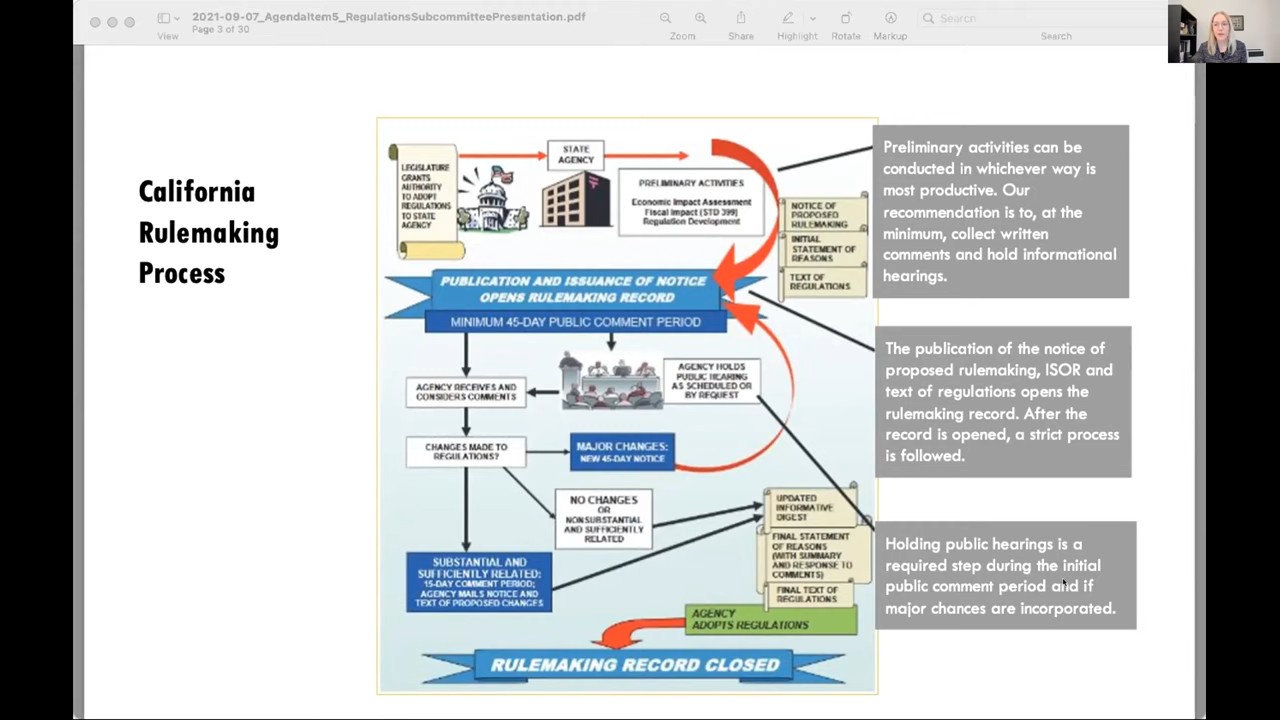 2021-09-07_AgendaItem5_RegulationsSubcommitteePresentation.pdf
Page 3 of 30
View
Zoom
Share
Highlight
Rotate
Markup
Search
Search
California
Rulemaking
Process
LEGISLATURE
GRANTS
AUTHORITY
TO ADOPT
REGULATIONS
TO STATE
AGENCY
STATE
AGENCY
PRELIMINARY ACTIVITIES
Economic Impact Assessment
Fiscal Impact (STD 399)
Regulation Development
NOTICE OF
PROPOSED
RULEMAKING
INITIAL
STATEMENT OF
REASONS
TEXT OF
REGULATIONS
PUBLICATION AND ISSUANCE OF NOTICE
OPENS RULEMAKING RECORD
MINIMUM 45-DAY PUBLIC COMMENT PERIOD
AGENCY RECEIVES AND
CONSIDERS COMMENTS
AGENCY HOLDS
PUBLIC HEARING
AS SCHEDULED OR
BY REQUEST
CHANGES MADE TO
REGULATIONS?
MAJOR CHANGES:
NEW 45-DAY NOTICE
NO CHANGES
OR
NONSUBSTANTIAL
AND SUFFICIENTLY
RELATED
SUBSTANTIAL AND
SUFFICIENTLY RELATED:
15-DAY COMMENT PERIOD;
AGENCY MAILS NOTICE AND
TEXT OF PROPOSED CHANGES
UPDATED
INFORMATIVE
DIGEST
FINAL STATEMENT
OF REASONS
(WITH SUMMARY
AND RESPONSE TO
COMMENTS)
FINAL TEXT OF
REGULATIONS
AGENCY
ADOPTS REGULATIONS
RULEMAKING RECORD CLOSED
Preliminary activities can be
conducted in whichever way is
most productive. Our
recommendation is to, at the
minimum, collect written
comments and hold informational
hearings.
The publication of the notice of
proposed rulemaking, ISOR and
text of regulations opens the
rulemaking record. After the
record is opened, a strict process
is followed.
Holding public hearings is a
required step during the initial
public comment period and if
major chances are incorporated.